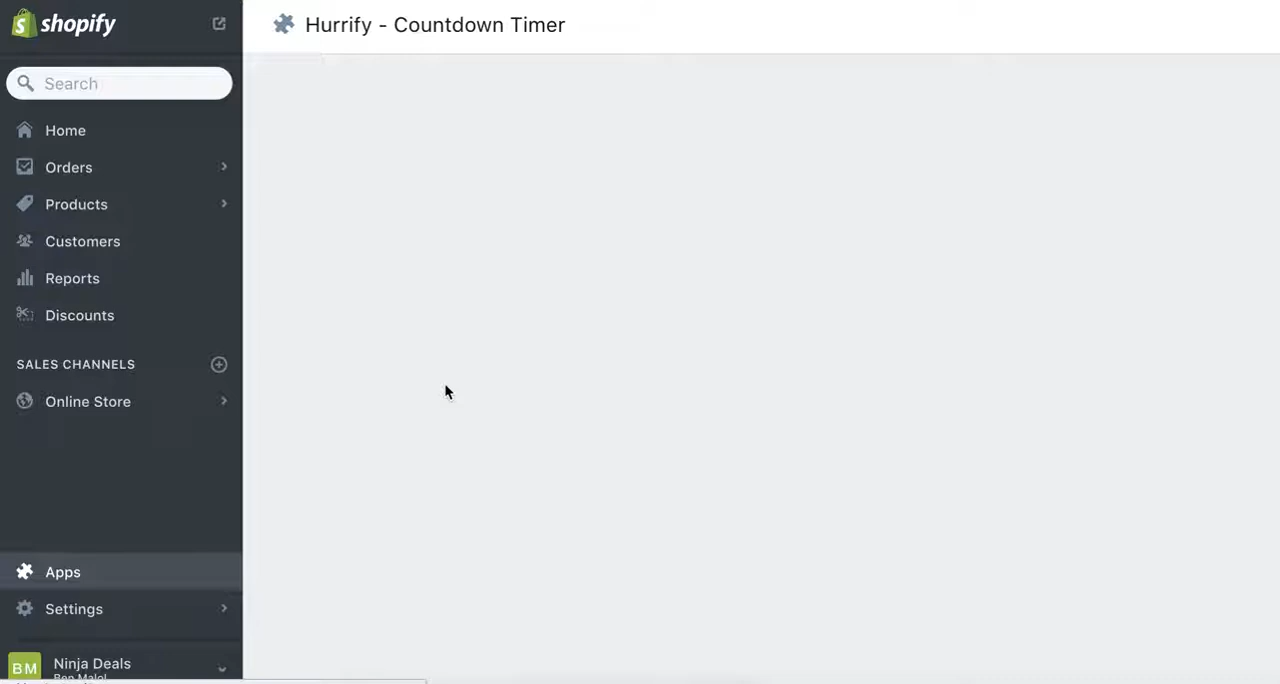 shopify
Hurrify - Countdown Timer
Search
Home
Orders
Products
Customers
Reports
Discounts
SALES CHANNELS
Online Store
Apps
Settings
BM
Ninja Deals